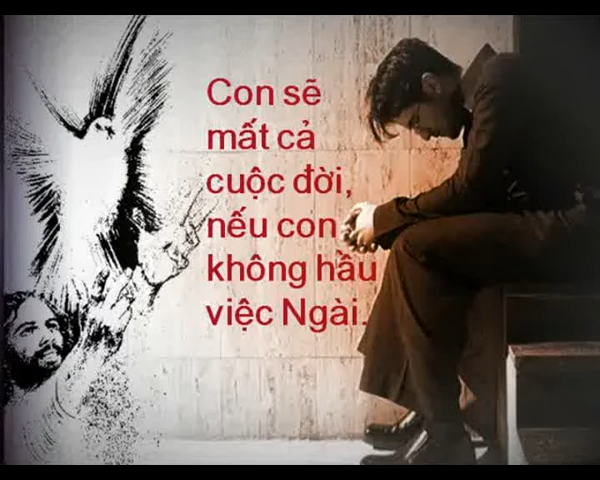 Con sẽ
mất cả
cuộc đời,
nếu con
không hầu
việc Ngài.